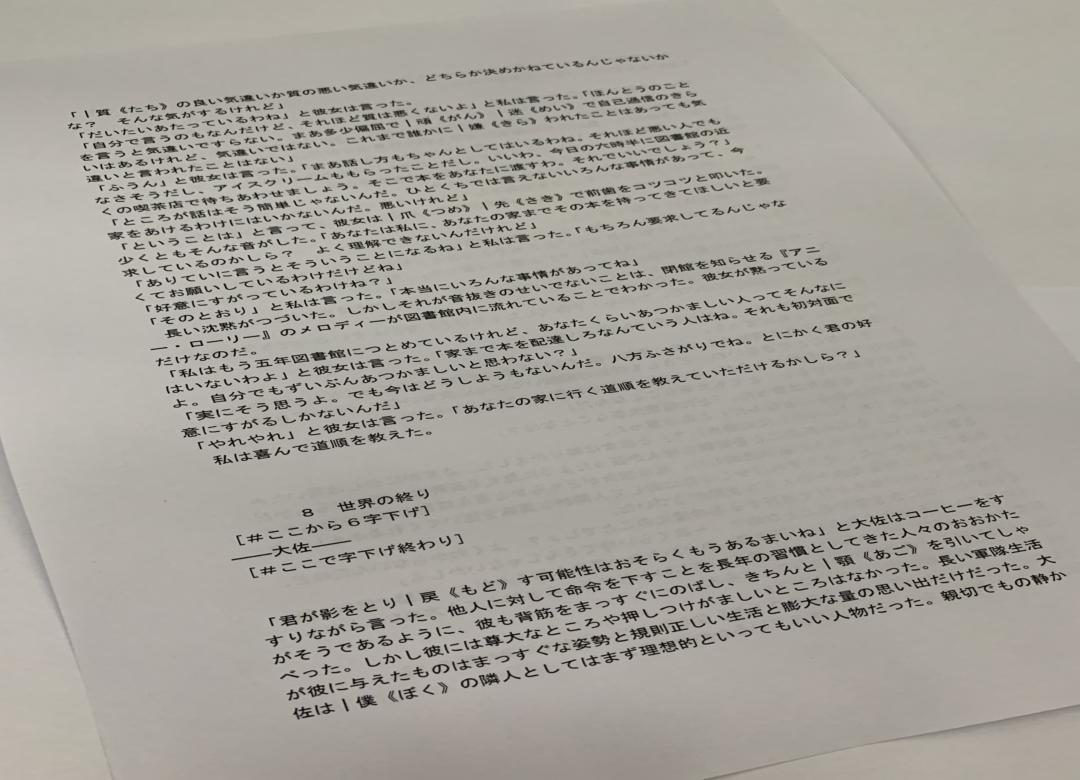 「｜質《たち》の良い気違いか質の悪い気違いか、どちらか決めかねているんじゃないか
な？　そんな気がするけれど」
「だいたいあたっているわね」と彼女は言った。
「自分で言うのもなんだけど、それほど質は悪くないよ」と私は言った。「ほんとうのこと
を言うと気違いですらない。まあ多少偏屈で｜頑《がん》｜迷《めい》で自己過信のきら
いはあるけれど、気違いではない。これまで誰かに｜嫌《きら》われたことはあっても気
違いと言われたことはない」
「ふうん」と彼女は言った。「まあ話し方もちゃんとしてはいるわね。それほど悪い人でも
なさそうだし、アイスクリームももらったことだし。いいわ、今日の六時半に図書館の近
くの喫茶店で待ちあわせましょう。そこで本をあなたに渡すわ。それでいいでしょう？」
「ところが話はそう簡単じゃないんだ。ひとくちでは言えないいろんな事情があって、今
家をあけるわけにはいかないんだ。悪いけれど」
「ということは」と言って、彼女は｜爪《つめ》｜先《さき》で前歯をコツコツと叩いた。
少くともそんな音がした。「あなたは私に、あなたの家までその本を持ってきてほしいと要
求しているのかしら？　よく理解できないんだけれど」
「ありていに言うとそういうことになるね」と私は言った。「もちろん要求してるんじゃな
くてお願いしているわけだけどね」
「好意にすがっているわけね？」
「そのとおり」と私は言った。「本当にいろんな事情があってね」
　長い沈黙がつづいた。しかしそれが音抜きのせいでないことは、閉館を知らせる『アニ
ー・ローリー』のメロディーが図書館内に流れていることでわかった。彼女が黙っている
だけなのだ。
「私はもう五年図書館につとめているけれど、あなたくらいあつかましい人ってそんなに
はいないわよ」と彼女は言った。「家まで本を配達しろなんていう人はね。それも初対面で
よ。自分でもずいぶんあつかましいと思わない？」
「実にそう思うよ。でも今はどうしようもないんだ。八方ふさがりでね。とにかく君の好
意にすがるしかないんだ」
「やれやれ」と彼女は言った。「あなたの家に行く道順を教えていただけるかしら？」
　私は喜んで道順を教えた。
８　世界の終り
［＃ここから６字下げ］
――大佐――
［＃ここで字下げ終わり］
「君が影をとり｜戻《もど》す可能性はおそらくもうあるまいね」と大佐はコーヒーをす
すりながら言った。他人に対して命令を下すことを長年の習慣としてきた人々のおおかた
がそうであるように、彼も背筋をまっすぐにのばし、きちんと｜顎《あご》を引いてしゃ
べった。しかし彼には尊大なところや押しつけがましいところはなかった。長い軍隊生活
が彼に与えたものはまっすぐな姿勢と規則正しい生活と膨大な量の思い出だけだった。大
佐は｜僕《ぼく》の隣人としてはまず理想的といってもいい人物だった。親切でもの静か